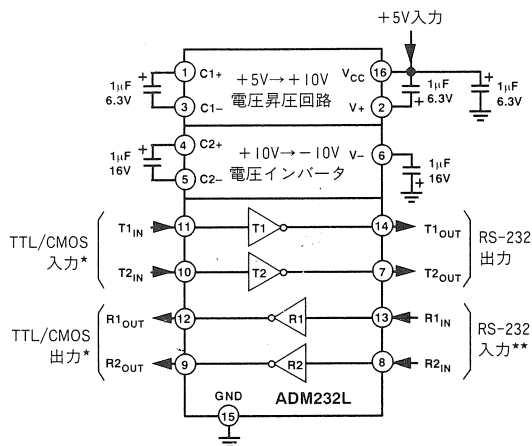 +5V入力
1 C1+ +5V→+10V VCC 16
1μF 6.3V
電圧昇圧回路
3 C1− V+ 2
1μF 6.3V
1μF 6.3V
4 C2+ +10V→−10V V− 6
1μF 16V
電圧インバータ
5 C2−
1μF 16V
TTL/CMOS 入力*
T1IN 11 T1 14 T1OUT
T2IN 10 T2 7 T2OUT
RS-232 出力
TTL/CMOS 出力*
R1OUT 12 R1 13 R1IN
R2OUT 9 R2 8 R2IN
RS-232 入力**
GND 15
ADM232L